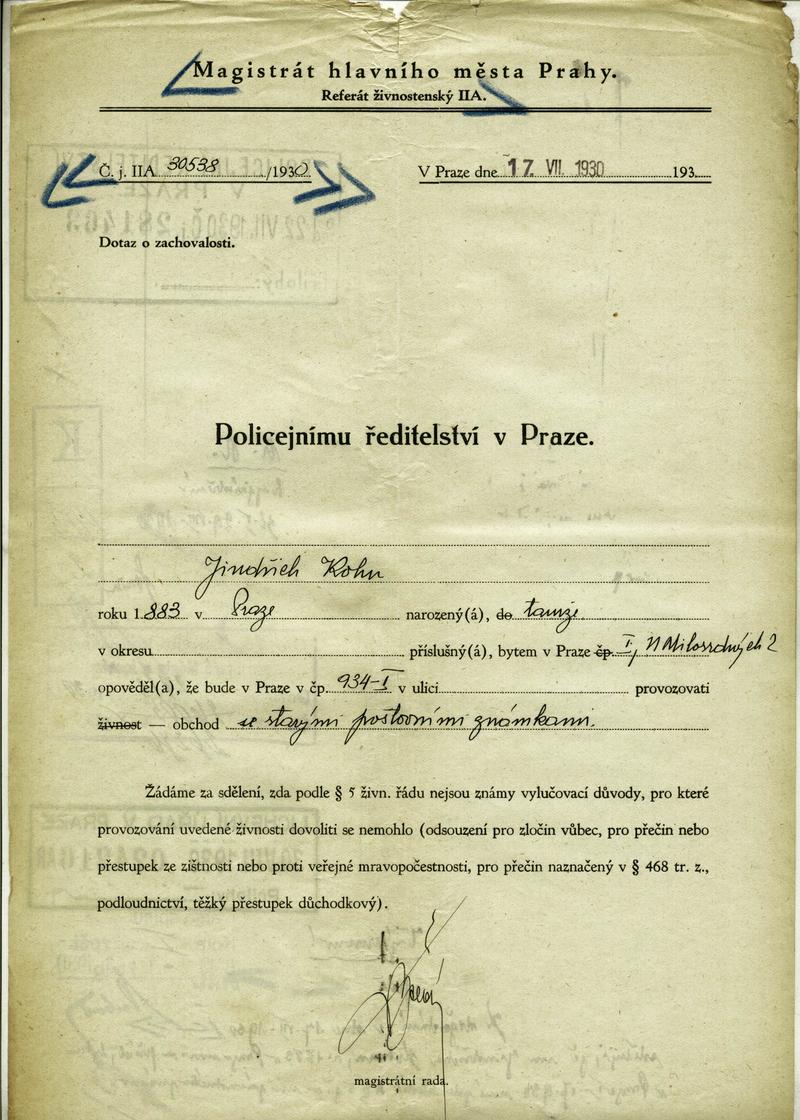 Magistrát hlavního města Prahy.
Referát živnostenský IIA.
Č. j. IIA 30538 /1930
V Praze dne 17. VII. 1930 193
Dotaz o zachovalosti.
Policejnímu ředitelství v Praze.
Jindřich Kohn
roku 1883 v Praze narozený(á), do tamže
v okresu příslušný(á), bytem v Praze čp. I, U Milosrdných 2
opověděl(a), že bude v Praze v čp. 934-I v ulici provozovati
živnost — obchod se starými poštovními známkami.
Žádáme za sdělení, zda podle § 5 živn. řádu nejsou známy vylučovací důvody, pro které
provozování uvedené živnosti dovoliti se nemohlo (odsouzení pro zločin vůbec, pro přečin nebo
přestupek ze zištnosti nebo proti veřejné mravopočestnosti, pro přečin naznačený v § 468 tr. z.,
podloudnictví, těžký přestupek důchodkový).
magistrátní rada.